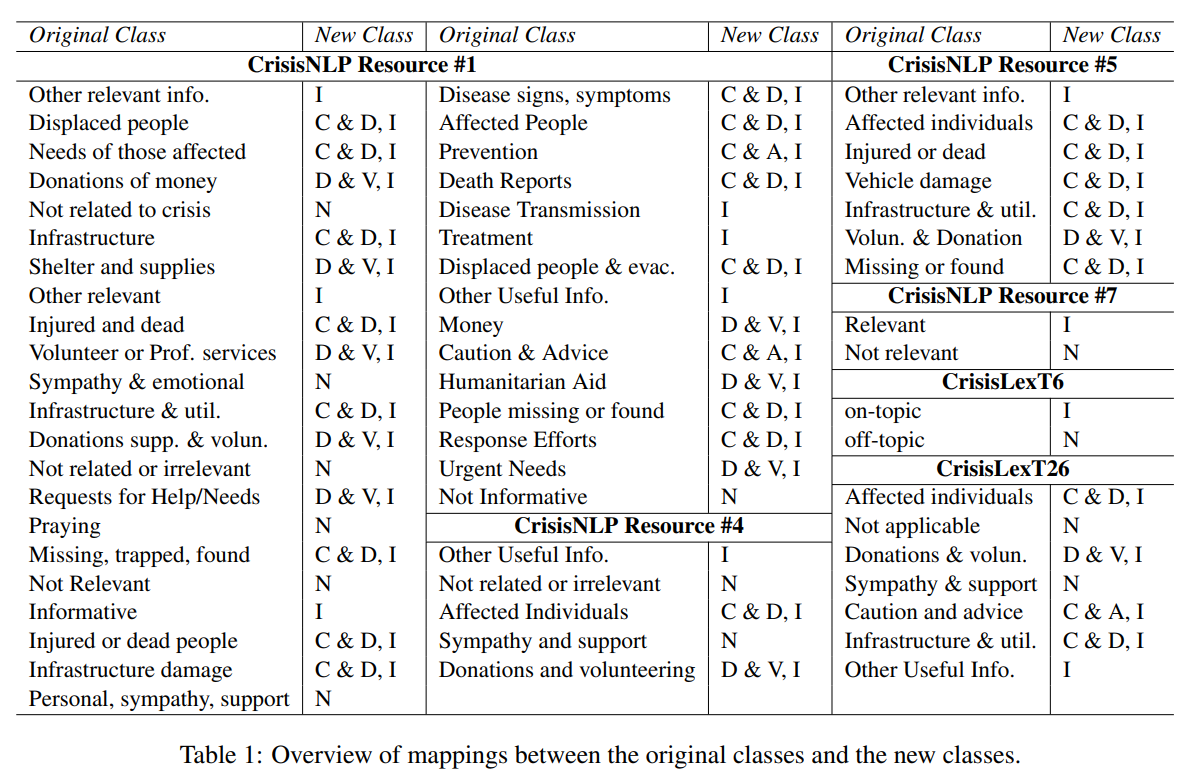 Original Class New Class Original Class New Class Original Class New Class
CrisisNLP Resource #1 CrisisNLP Resource #5
Other relevant info. I Disease signs, symptoms C & D, I Other relevant info. I
Displaced people C & D, I Affected People C & D, I Affected individuals C & D, I
Needs of those affected C & D, I Prevention C & A, I Injured or dead C & D, I
Donations of money D & V, I Death Reports C & D, I Vehicle damage C & D, I
Not related to crisis N Disease Transmission I Infrastructure & util. C & D, I
Infrastructure C & D, I Treatment I Volun. & Donation D & V, I
Shelter and supplies D & V, I Displaced people & evac. C & D, I Missing or found C & D, I
Other relevant I Other Useful Info. I CrisisNLP Resource #7
Injured and dead C & D, I Money D & V, I Relevant I
Volunteer or Prof. services D & V, I Caution & Advice C & A, I Not relevant N
Sympathy & emotional N Humanitarian Aid D & V, I CrisisLexT6
Infrastructure & util. C & D, I People missing or found C & D, I on-topic I
Donations supp. & volun. D & V, I Response Efforts C & D, I off-topic N
Not related or irrelevant N Urgent Needs D & V, I CrisisLexT26
Requests for Help/Needs D & V, I Not Informative N Affected individuals C & D, I
Praying N CrisisNLP Resource #4 Not applicable N
Missing, trapped, found C & D, I Other Useful Info. I Donations & volun. D & V, I
Not Relevant N Not related or irrelevant N Sympathy & support N
Informative I Affected Individuals C & D, I Caution and advice C & A, I
Injured or dead people C & D, I Sympathy and support N Infrastructure & util. C & D, I
Infrastructure damage C & D, I Donations and volunteering D & V, I Other Useful Info. I
Personal, sympathy, support N
Table 1: Overview of mappings between the original classes and the new classes.